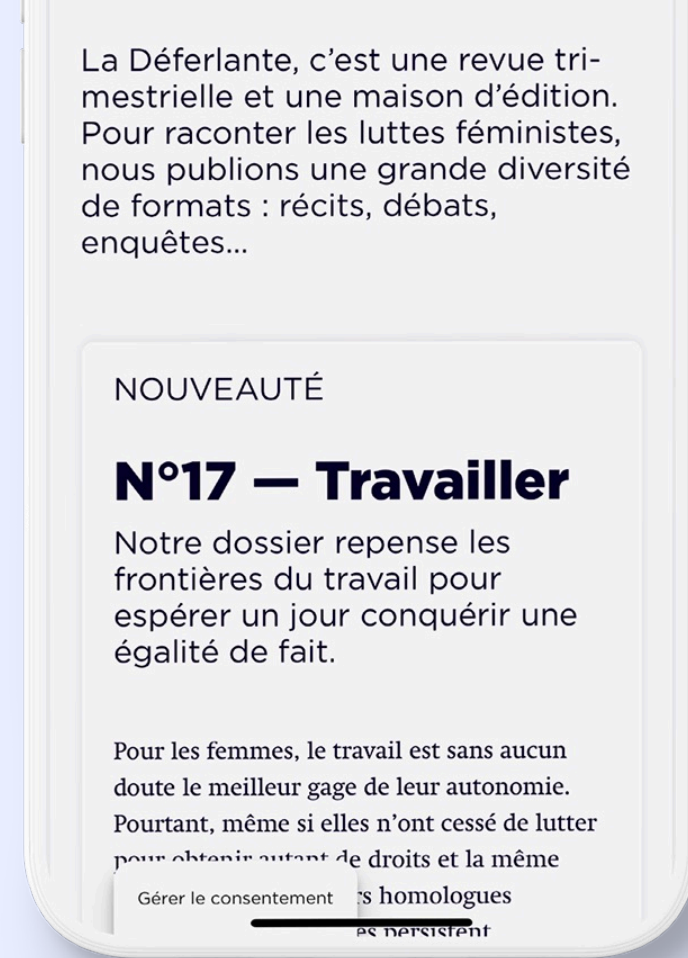 La Déferlante, c’est une revue tri-
mestrielle et une maison d’édition.
Pour raconter les luttes féministes,
nous publions une grande diversité
de formats : récits, débats,
enquêtes...
NOUVEAUTÉ
N°17 — Travailler
Notre dossier repense les
frontières du travail pour
espérer un jour conquérir une
égalité de fait.
Pour les femmes, le travail est sans aucun
doute le meilleur gage de leur autonomie.
Pourtant, même si elles n’ont cessé de lutter
pour obtenir autant de droits et la même
Gérer le consentement
homologues
persistent